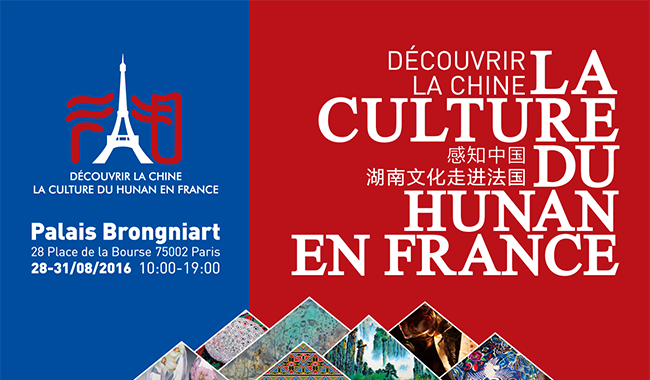 DÉCOUVRIR LA CHINE
LA CULTURE DU HUNAN EN FRANCE
Palais Brongniart
28 Place de la Bourse 75002 Paris
28-31/08/2016 10:00-19:00
DÉCOUVRIR
LA CHINE
LA
CULTURE
感知中国
湖南文化走进法国
DU
HUNAN
EN FRANCE